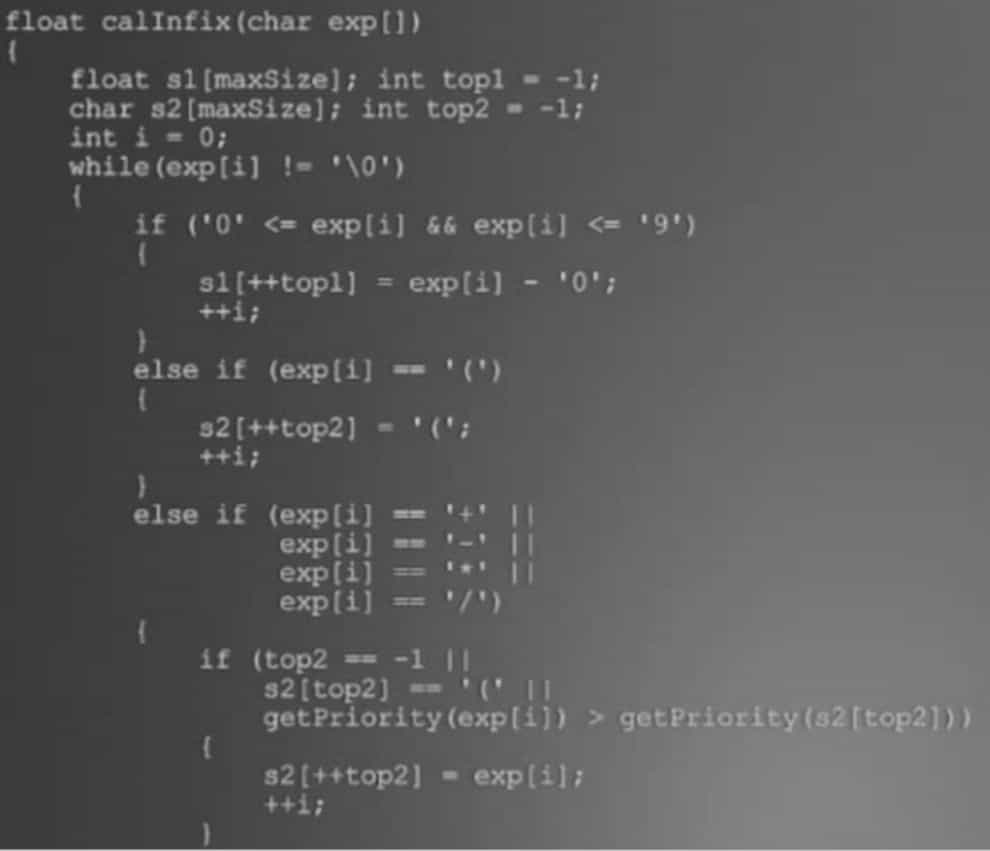 float calInfix(char exp[])
{
    float s1[maxSize]; int top1 = -1;
    char s2[maxSize]; int top2 = -1;
    int i = 0;
    while(exp[i] != '\0')
    {
        if ('0' <= exp[i] && exp[i] <= '9')
        {
            s1[++top1] = exp[i] - '0';
            ++i;
        }
        else if (exp[i] == '(')
        {
            s2[++top2] = '(';
            ++i;
        }
        else if (exp[i] == '+' ||
                 exp[i] == '-' ||
                 exp[i] == '*' ||
                 exp[i] == '/')
        {
            if (top2 == -1 ||
                s2[top2] == '(' ||
                getPriority(exp[i]) > getPriority(s2[top2]))
            {
                s2[++top2] = exp[i];
                ++i;
            }